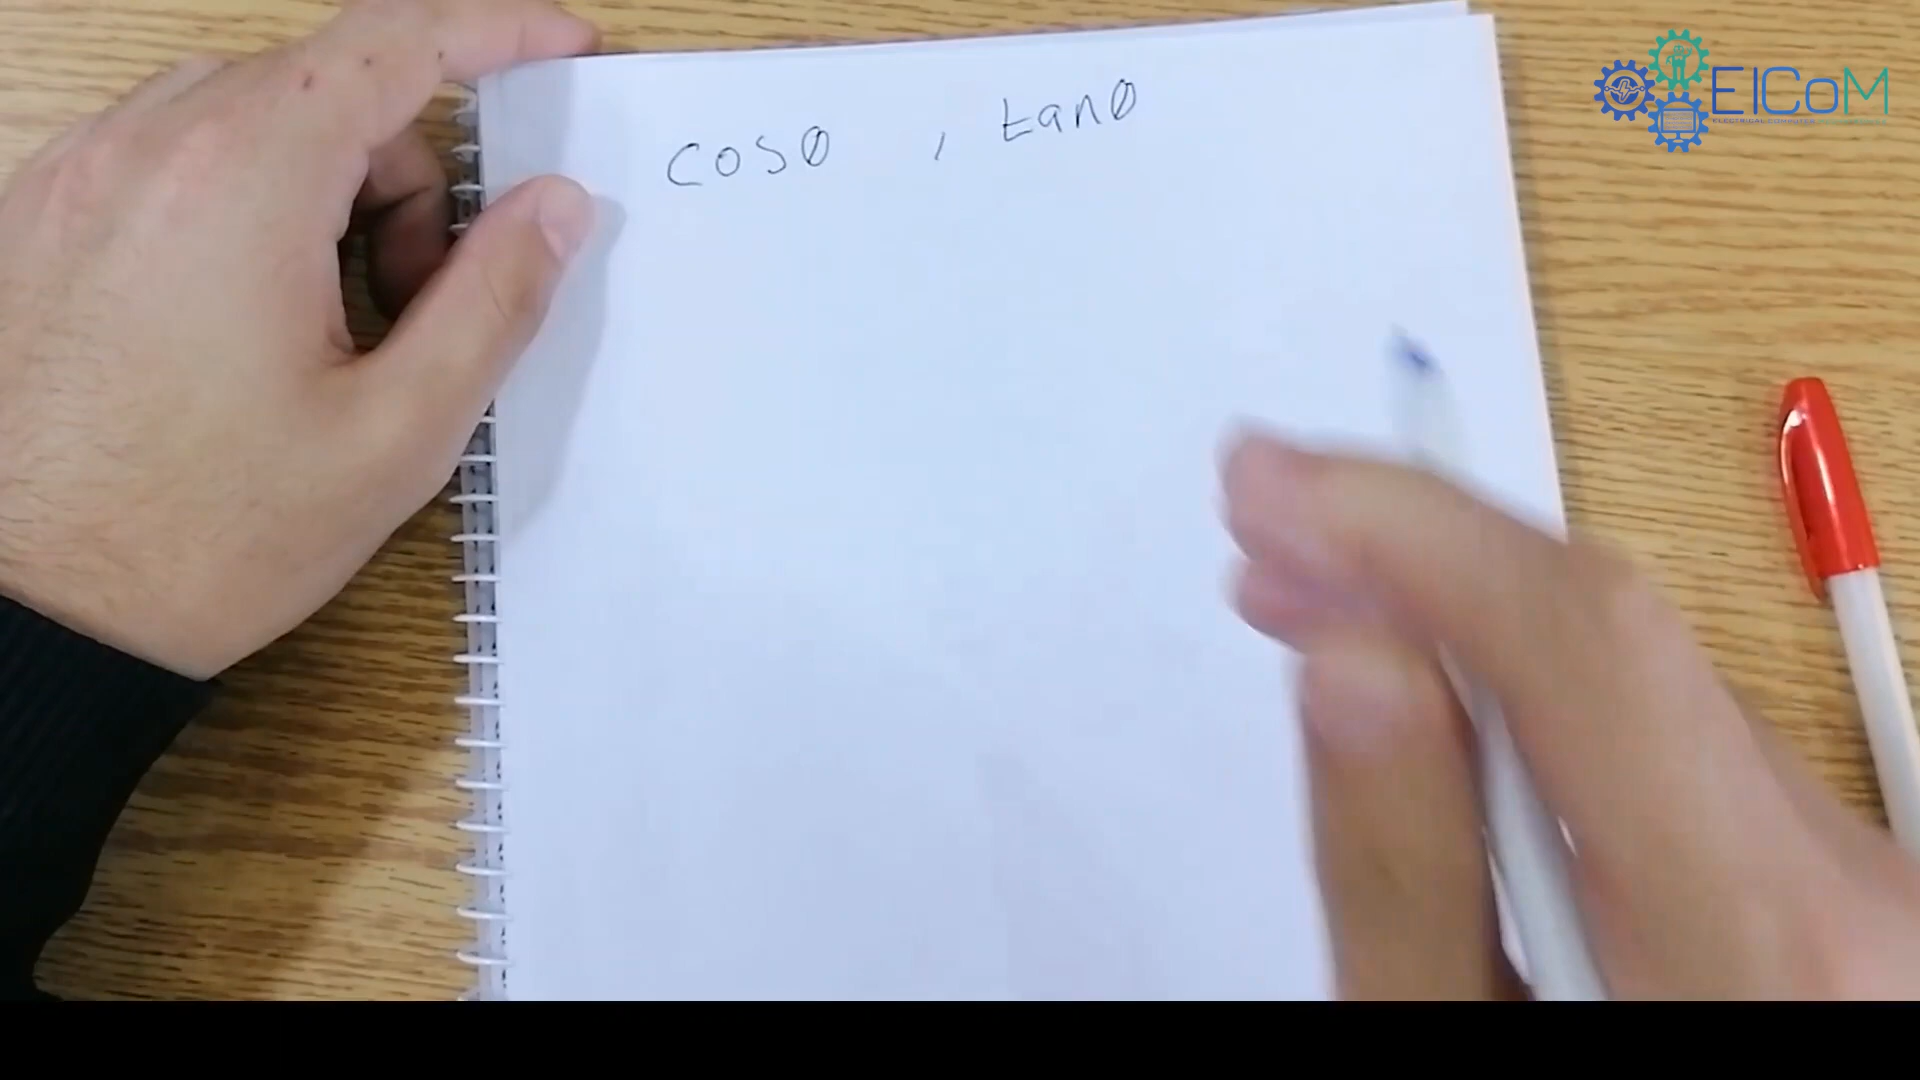 cosθ , tanθ
EICoM